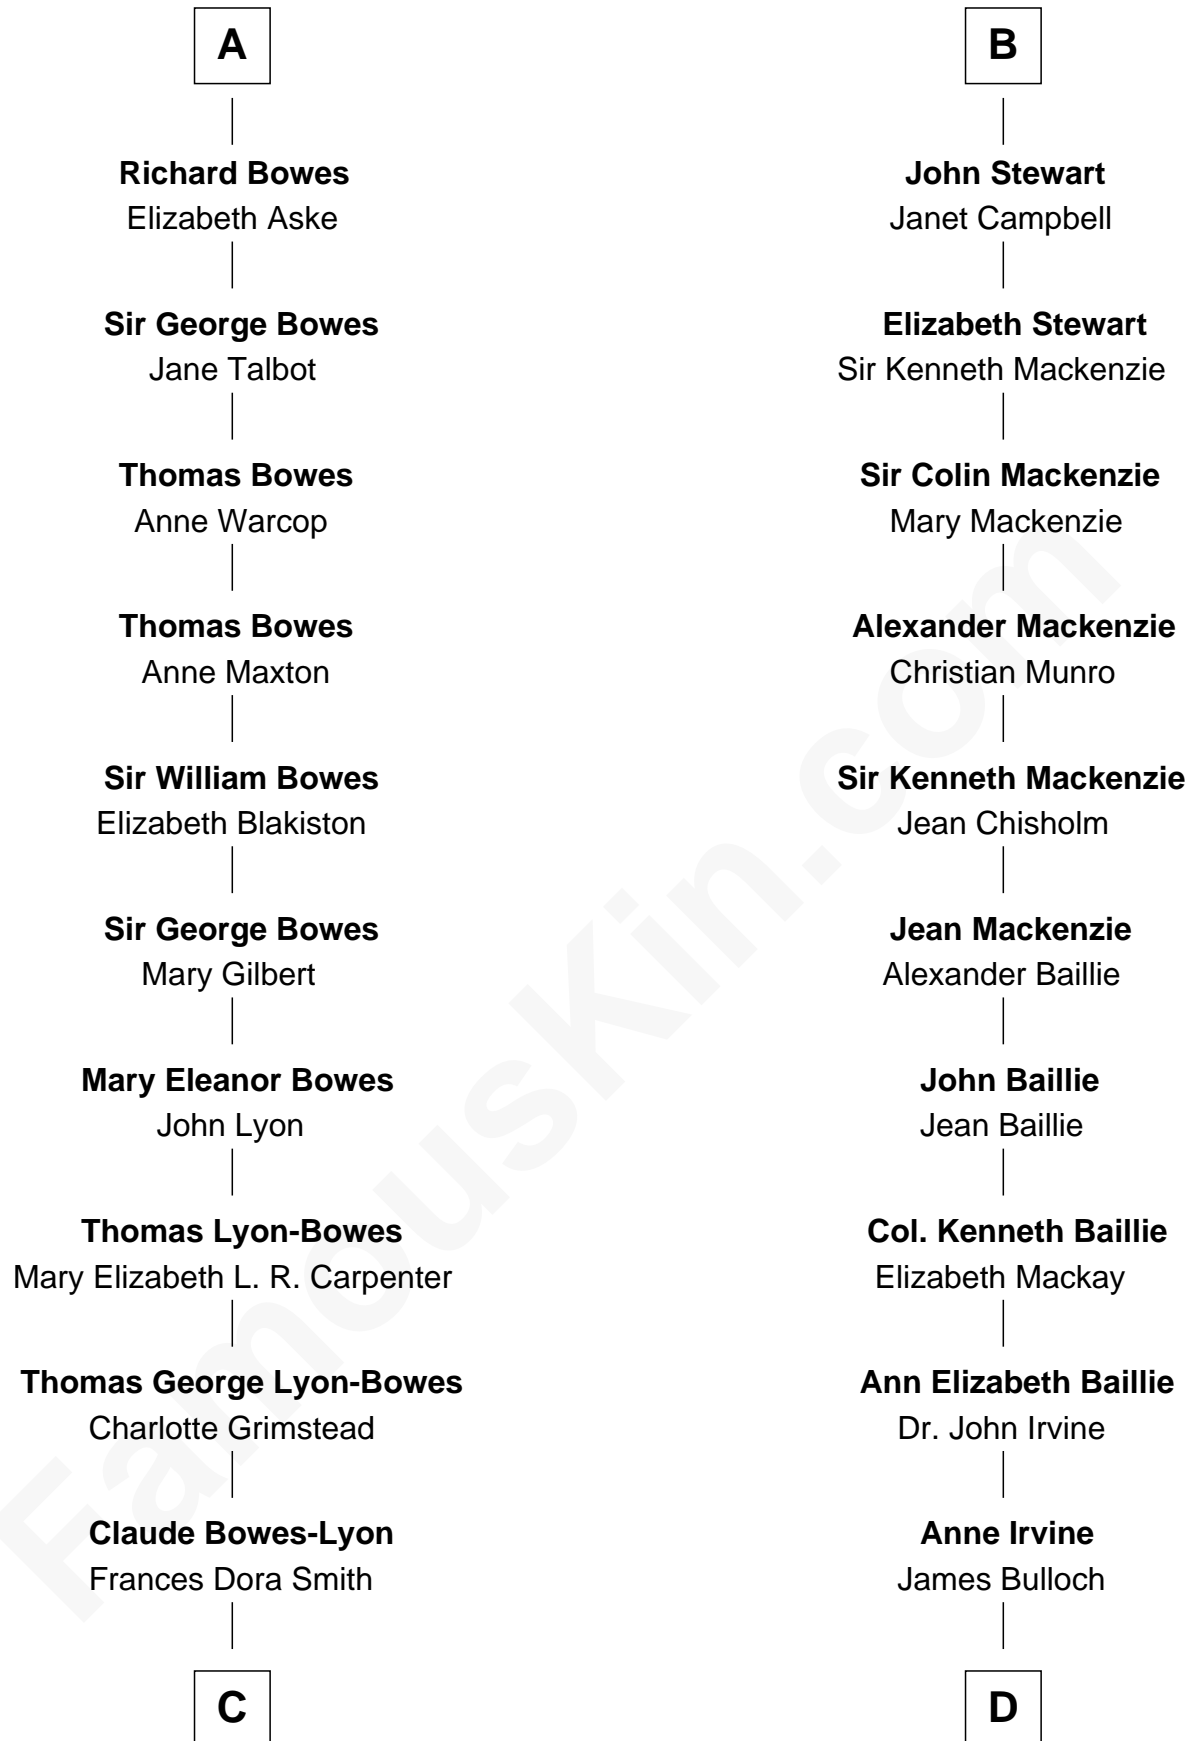 A
Richard Bowes
Elizabeth Aske
Sir George Bowes
Jane Talbot
Thomas Bowes
Anne Warcop
Thomas Bowes
Anne Maxton
Sir William Bowes
Elizabeth Blakiston
Sir George Bowes
Mary Gilbert
Mary Eleanor Bowes
John Lyon
Thomas Lyon-Bowes
Mary Elizabeth L. R. Carpenter
Thomas George Lyon-Bowes
Charlotte Grimstead
Claude Bowes-Lyon
Frances Dora Smith
C
B
John Stewart
Janet Campbell
Elizabeth Stewart
Sir Kenneth Mackenzie
Sir Colin Mackenzie
Mary Mackenzie
Alexander Mackenzie
Christian Munro
Sir Kenneth Mackenzie
Jean Chisholm
Jean Mackenzie
Alexander Baillie
John Baillie
Jean Baillie
Col. Kenneth Baillie
Elizabeth Mackay
Ann Elizabeth Baillie
Dr. John Irvine
Anne Irvine
James Bulloch
D
FamousKin.com